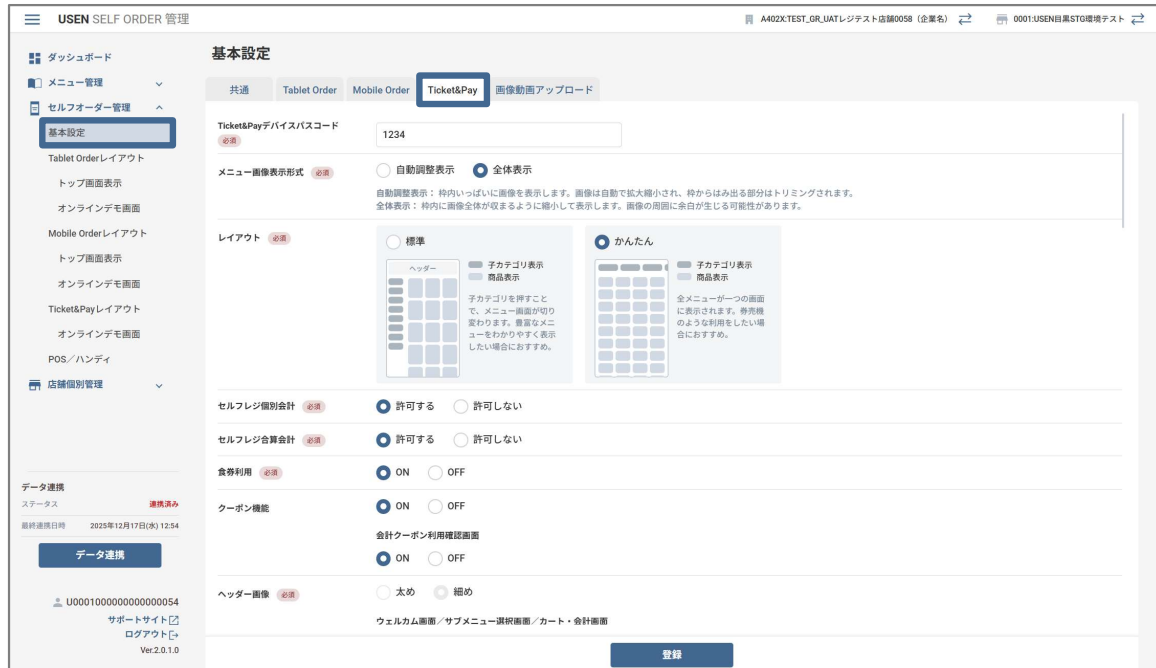 USEN SELF ORDER 管理
A402X:TEST_GR_UATレジテスト店舗0058（企業名）
0001:USEN目黒STG環境テスト
ダッシュボード
メニュー管理
セルフオーダー管理
基本設定
Tablet Orderレイアウト
トップ画面表示
オンラインデモ画面
Mobile Orderレイアウト
トップ画面表示
オンラインデモ画面
Ticket&Payレイアウト
オンラインデモ画面
POS／ハンディ
店舗個別管理
データ連携
ステータス 連携済み
最終連携日時 2025年12月17日(水) 12:54
データ連携
U0001000000000000054
サポートサイト
ログアウト
Ver.2.0.1.0
基本設定
共通 Tablet Order Mobile Order Ticket&Pay 画像動画アップロード
Ticket&Payデバイスパスコード
必須
1234
メニュー画像表示形式 必須
自動調整表示 全体表示
自動調整表示： 枠内いっぱいに画像を表示します。画像は自動で拡大縮小され、枠からはみ出る部分はトリミングされます。
全体表示： 枠内に画像全体が収まるように縮小して表示します。画像の周囲に余白が生じる可能性があります。
レイアウト 必須
標準
ヘッダー
子カテゴリ表示
商品表示
子カテゴリを押すこと
で、メニュー画面が切り
変わります。豊富なメニ
ューをわかりやすく表示
したい場合におすすめ。
かんたん
子カテゴリ表示
商品表示
全メニューが一つの画面
に表示されます。券売機
のような利用をしたい場
合におすすめ。
セルフレジ個別会計 必須
許可する 許可しない
セルフレジ合算会計 必須
許可する 許可しない
食券利用 必須
ON OFF
クーポン機能
ON OFF
会計クーポン利用確認画面
ON OFF
ヘッダー画像 必須
太め 細め
ウェルカム画面／サブメニュー選択画面／カート・会計画面
登録